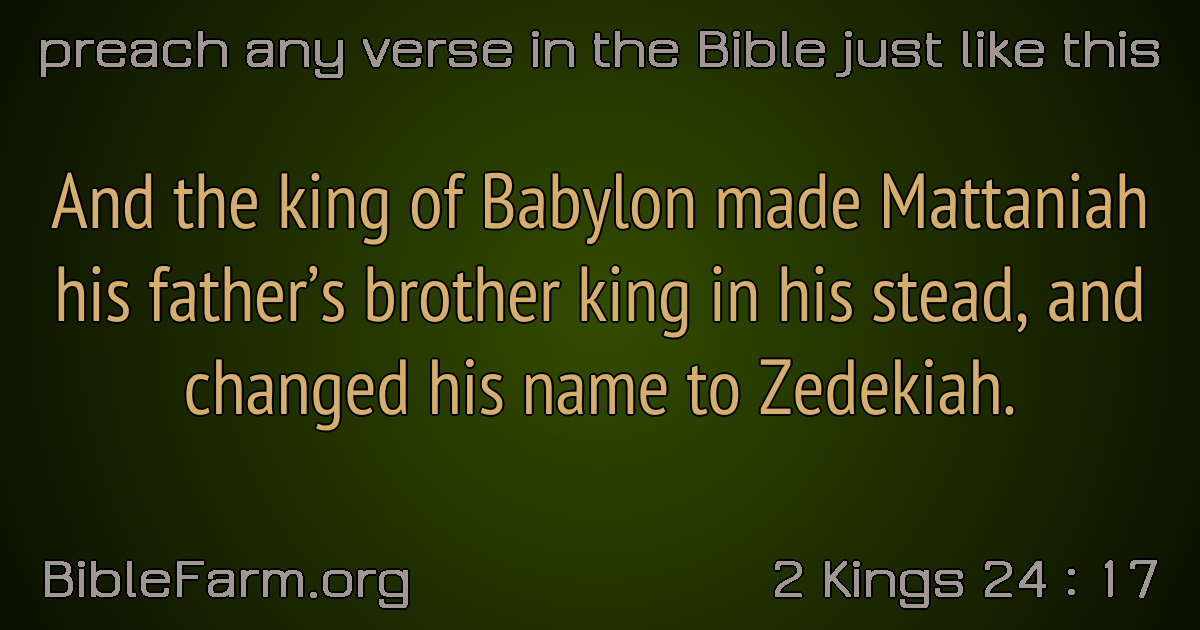 preach any verse in the Bible just like this
And the king of Babylon made Mattaniah
his father’s brother king in his stead, and
changed his name to Zedekiah.
BibleFarm.org
2 Kings 24 : 17